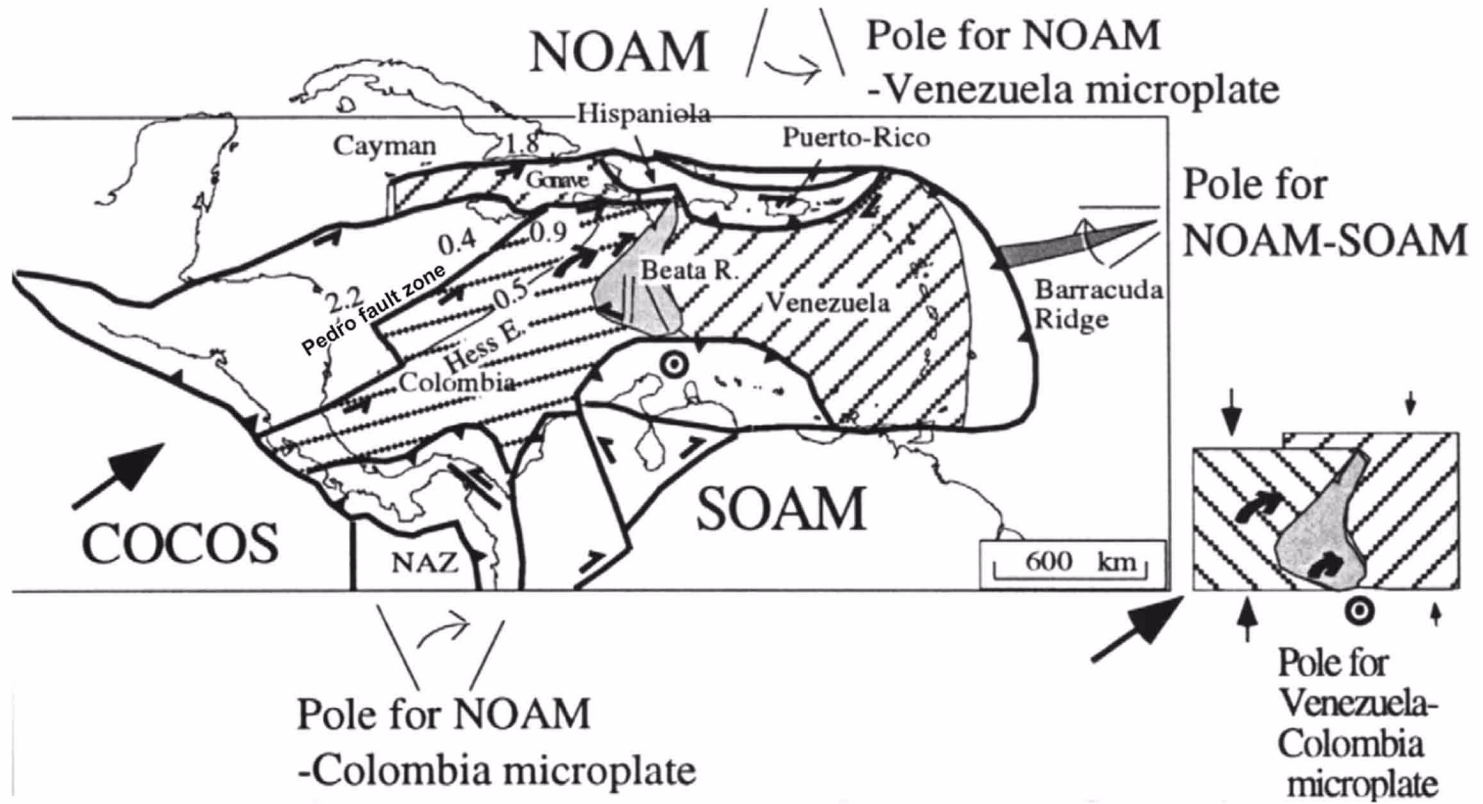 NOAM
Pole for NOAM
-Venezuela microplate
Hispaniola
Puerto-Rico
Cayman
1.8
Gonave
Pole for
NOAM-SOAM
0.4
0.9
Beata R.
Barracuda
Ridge
2.2
Pedro fault zone
0.5
Venezuela
Hess E.
Colombia
COCOS
SOAM
NAZ
600 km
Pole for NOAM
-Colombia microplate
Pole for
Venezuela-
Colombia
microplate